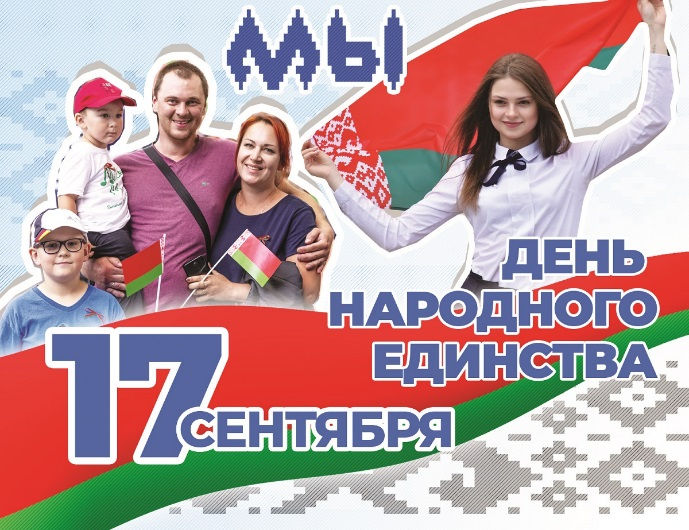 МЫ
ДЕНЬ
НАРОДНОГО
ЕДИНСТВА
17
СЕНТЯБРЯ